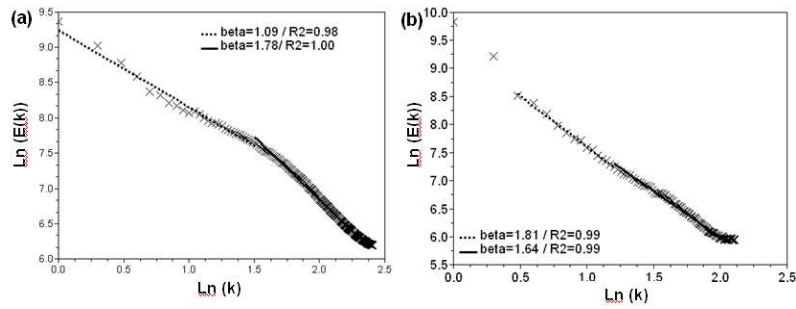 (a)
9.5
9.0
8.5
8.0
7.5
7.0
6.5
6.0
Ln (E(k))
beta=1.09 / R2=0.98
beta=1.78/ R2=1.00
0.0 0.5 1.0 1.5 2.0 2.5
Ln (k)
(b)
10.0
9.5
9.0
8.5
8.0
7.5
7.0
6.5
6.0
5.5
Ln (E(k))
beta=1.81 / R2=0.99
beta=1.64 / R2=0.99
0.0 0.5 1.0 1.5 2.0 2.5
Ln (k)